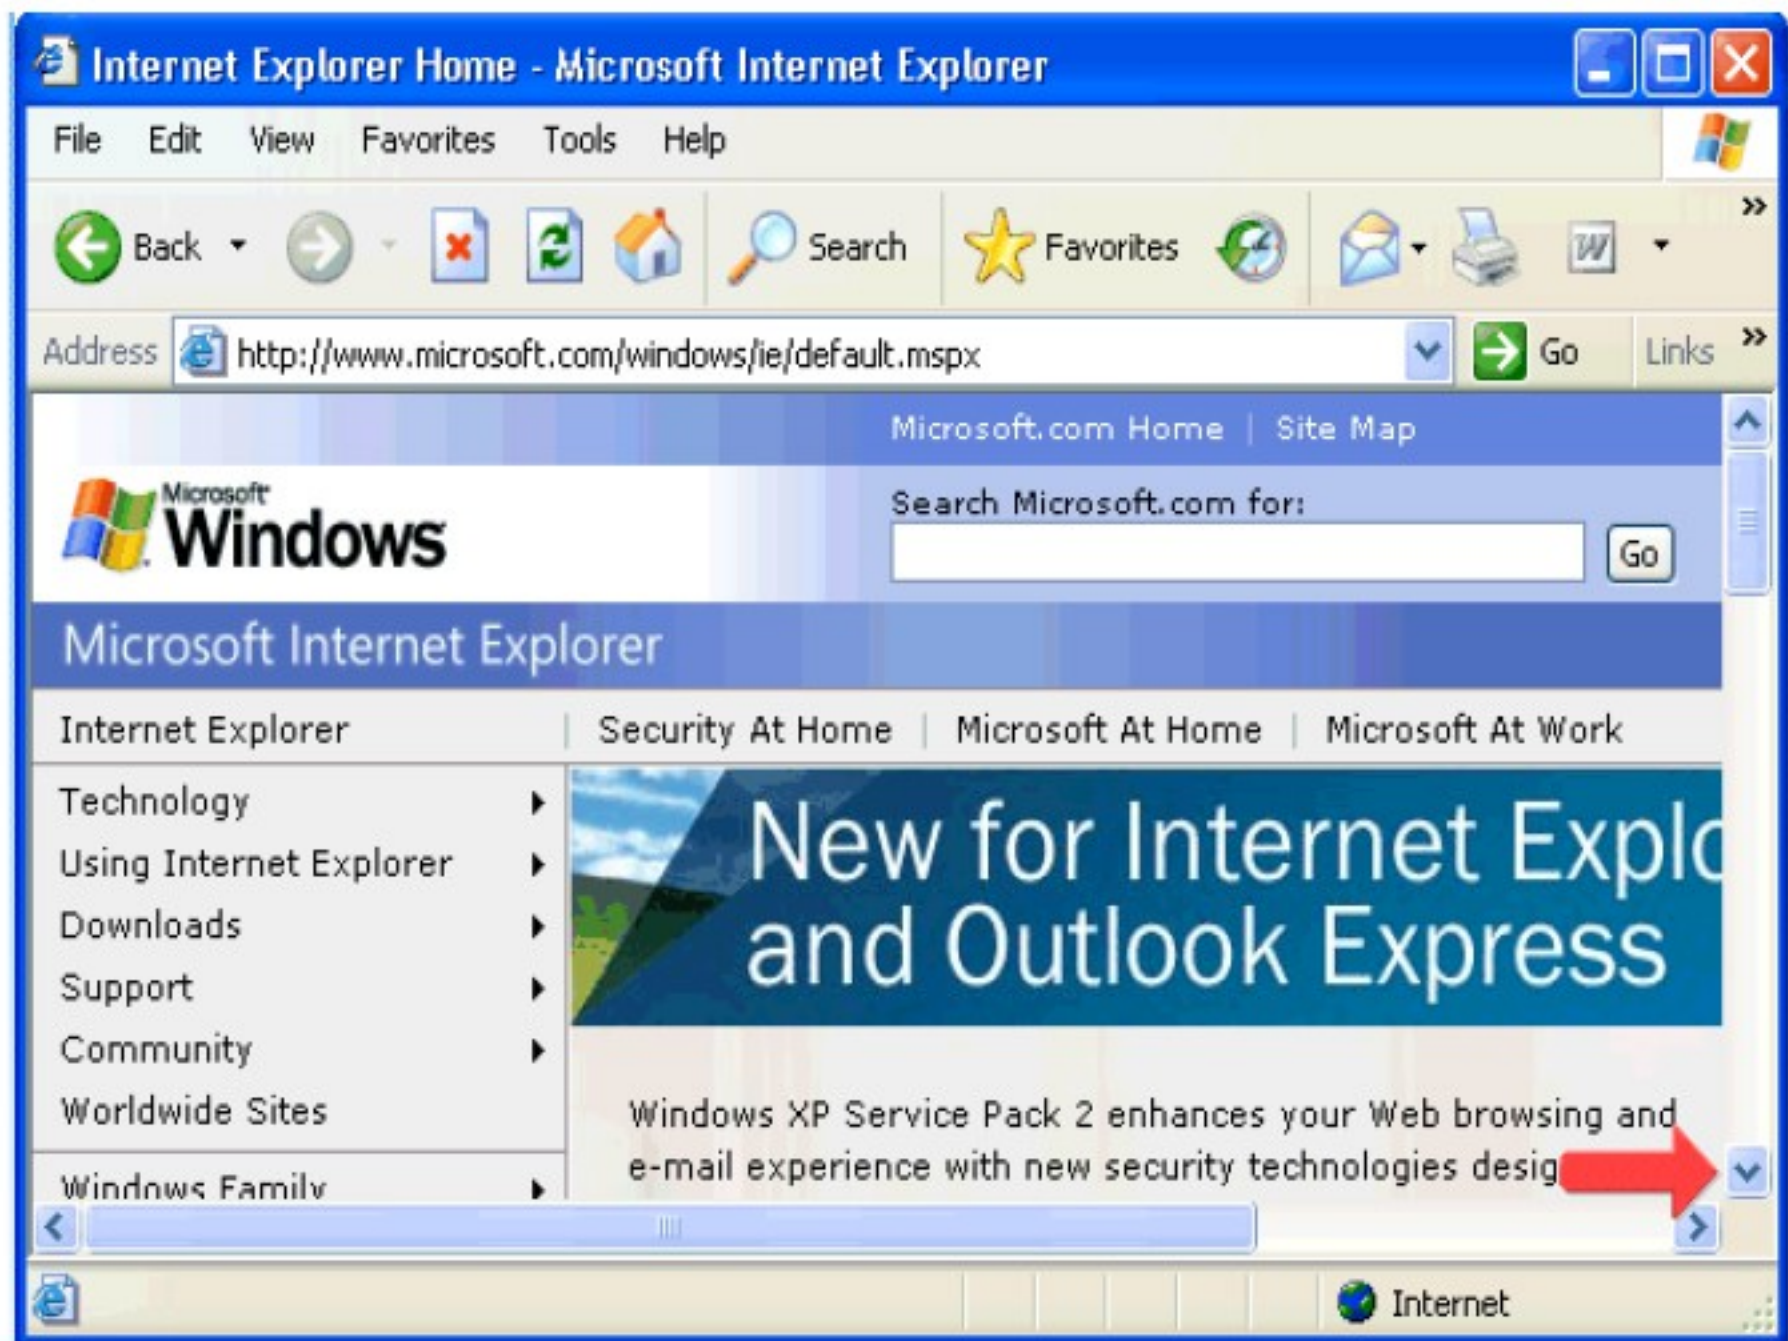 Internet Explorer Home - Microsoft Internet Explorer
File Edit View Favorites Tools Help
Back Search Favorites W
Address http://www.microsoft.com/windows/ie/default.mspx Go Links
Microsoft.com Home | Site Map
Microsoft Windows
Search Microsoft.com for:
Go
Microsoft Internet Explorer
Internet Explorer | Security At Home | Microsoft At Home | Microsoft At Work
Technology
Using Internet Explorer
Downloads
Support
Community
Worldwide Sites
Windows Family
New for Internet Explo
and Outlook Express
Windows XP Service Pack 2 enhances your Web browsing and
e-mail experience with new security technologies desig
Internet